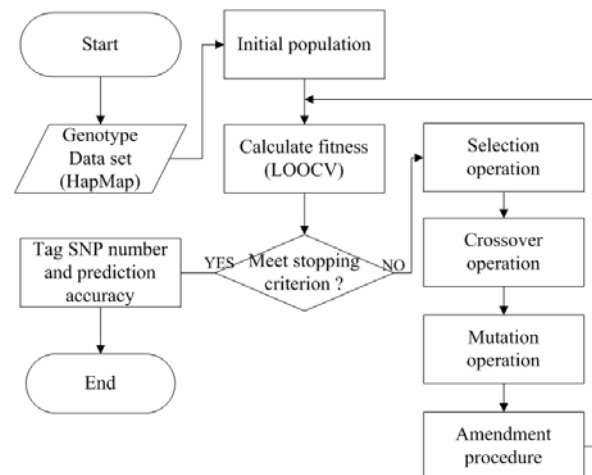 Start
Initial population
Genotype
Data set
(HapMap)
Calculate fitness
(LOOCV)
Selection
operation
Crossover
operation
Tag SNP number
and prediction
accuracy
YES
Meet stopping
criterion ?
NO
Mutation
operation
End
Amendment
procedure